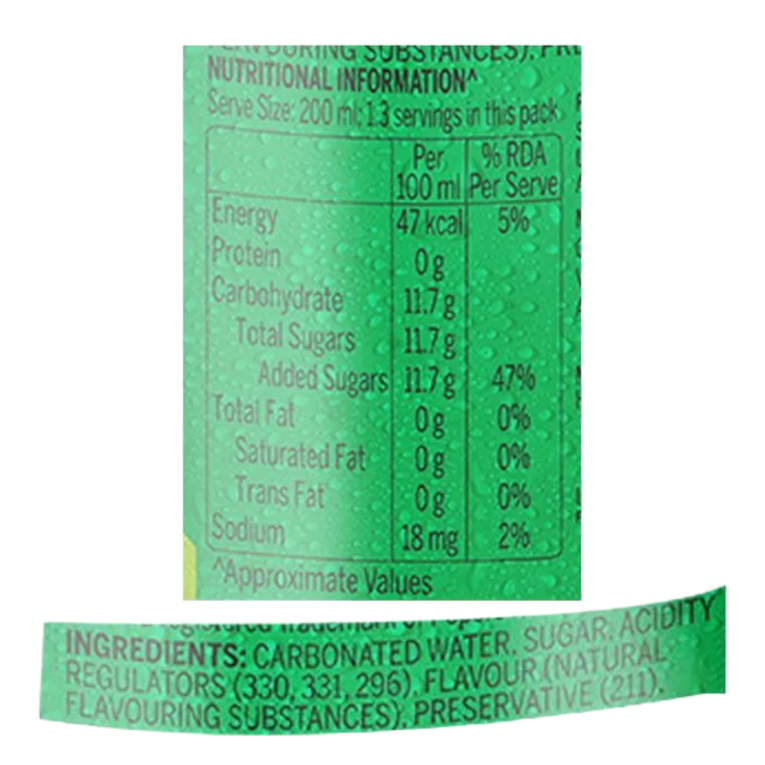 FLAVOURING SUBSTANCES), PRE
NUTRITIONAL INFORMATION^
Serve Size: 200 ml; 1.3 servings in this pack
Per 100 ml % RDA Per Serve
Energy 47 kcal 5%
Protein 0 g
Carbohydrate 11.7 g
Total Sugars 11.7 g
Added Sugars 11.7 g 47%
Total Fat 0 g 0%
Saturated Fat 0 g 0%
Trans Fat 0 g 0%
Sodium 18 mg 2%
^Approximate Values
INGREDIENTS: CARBONATED WATER, SUGAR, ACIDITY
REGULATORS (330, 331, 296), FLAVOUR (NATURAL
FLAVOURING SUBSTANCES), PRESERVATIVE (211).